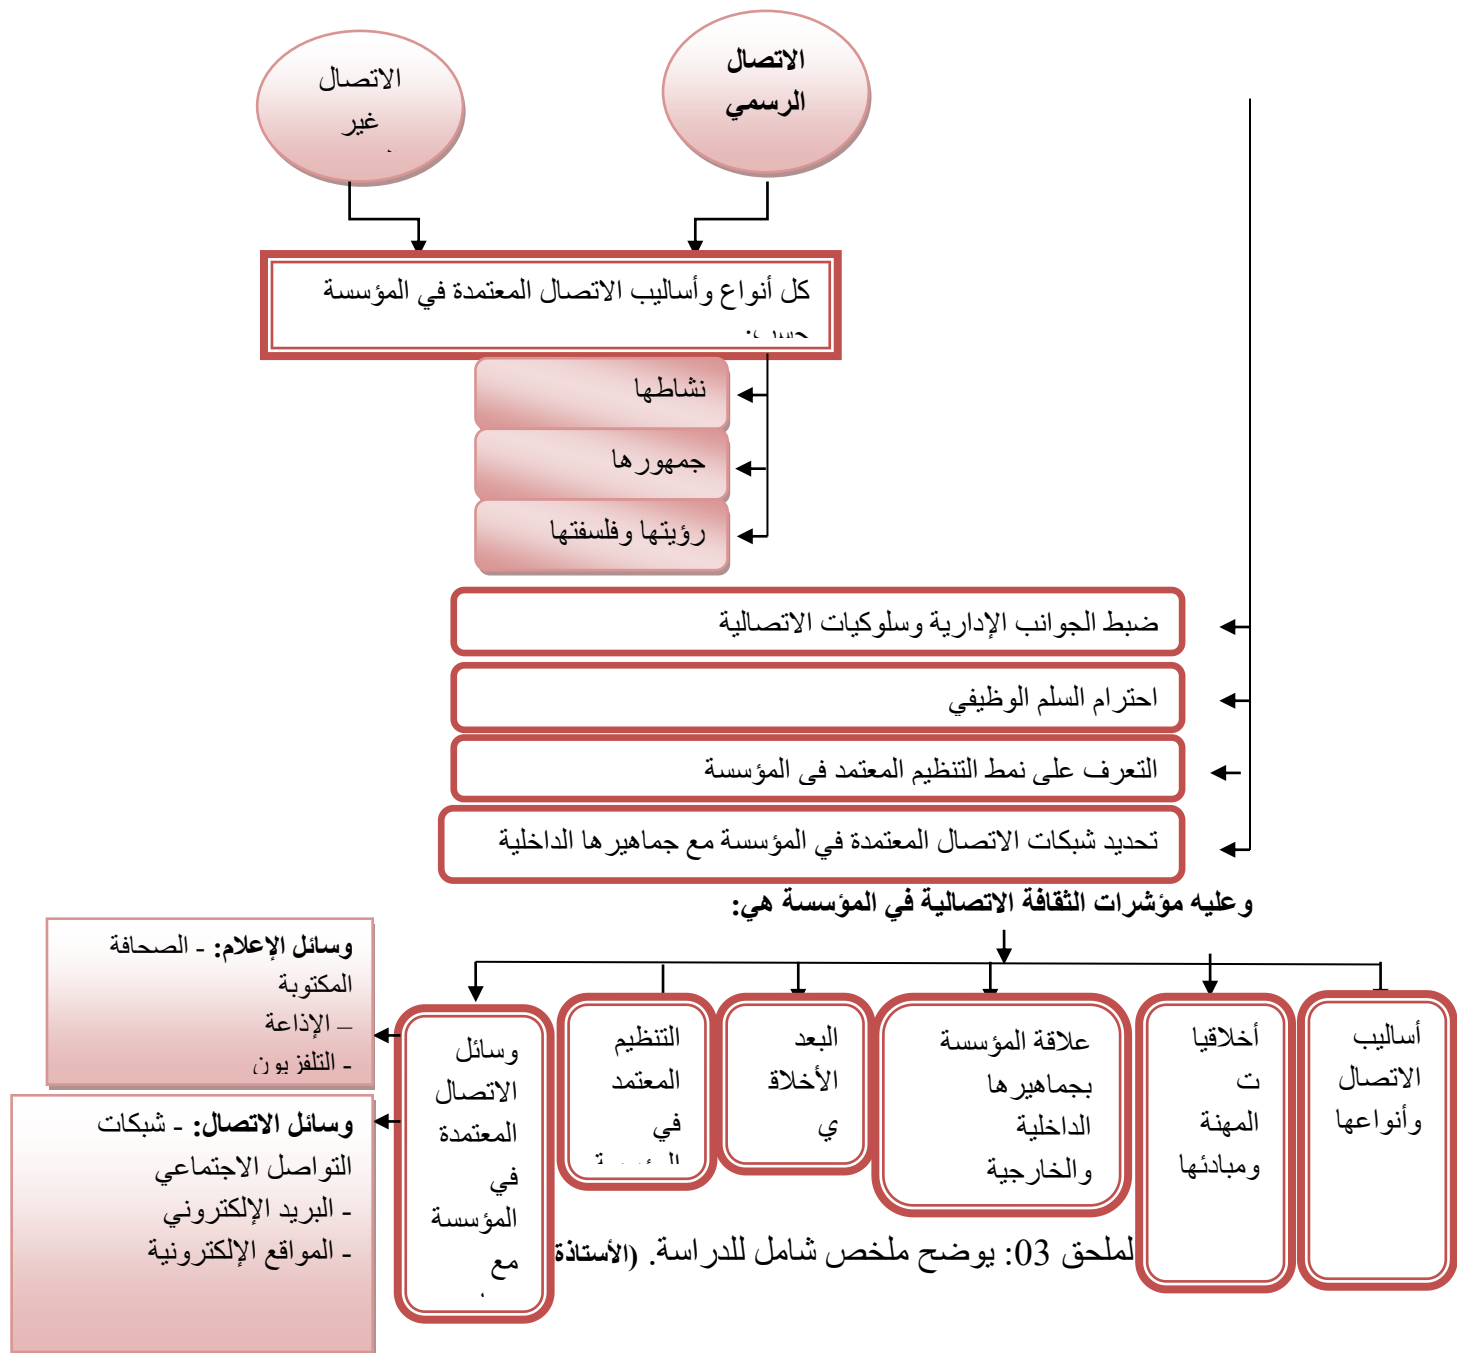 الاتصال
الرسمي
الاتصال
غير
كل أنواع وأساليب الاتصال المعتمدة في المؤسسة
حسب:
نشاطها
جمهورها
رؤيتها وفلسفتها
ضبط الجوانب الإدارية وسلوكيات الاتصالية
احترام السلم الوظيفي
التعرف على نمط التنظيم المعتمد في المؤسسة
تحديد شبكات الاتصال المعتمدة في المؤسسة مع جماهيرها الداخلية
وعليه مؤشرات الثقافة الاتصالية في المؤسسة هي:
أساليب
الاتصال
وأنواعها
أخلاقيا
ت
المهنة
ومبادئها
علاقة المؤسسة
بجماهيرها
الداخلية
والخارجية
البعد
الأخلاق
ي
التنظيم
المعتمد
في
المؤسسة
وسائل
الاتصال
المعتمدة
في
المؤسسة
مع
وسائل الإعلام: - الصحافة
المكتوبة
– الإذاعة
- التلفزيون
وسائل الاتصال: - شبكات
التواصل الاجتماعي
- البريد الإلكتروني
- المواقع الإلكترونية
لملحق 03: يوضح ملخص شامل للدراسة. (الأستاذة